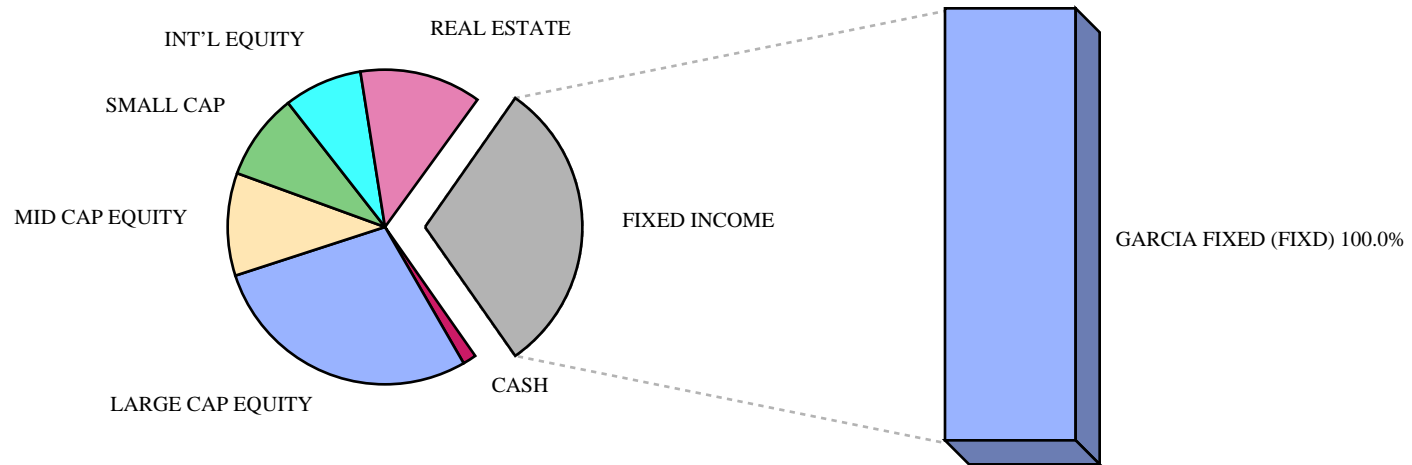 REAL ESTATE
INT'L EQUITY
SMALL CAP
MID CAP EQUITY
FIXED INCOME
GARCIA FIXED (FIXD) 100.0%
CASH
LARGE CAP EQUITY